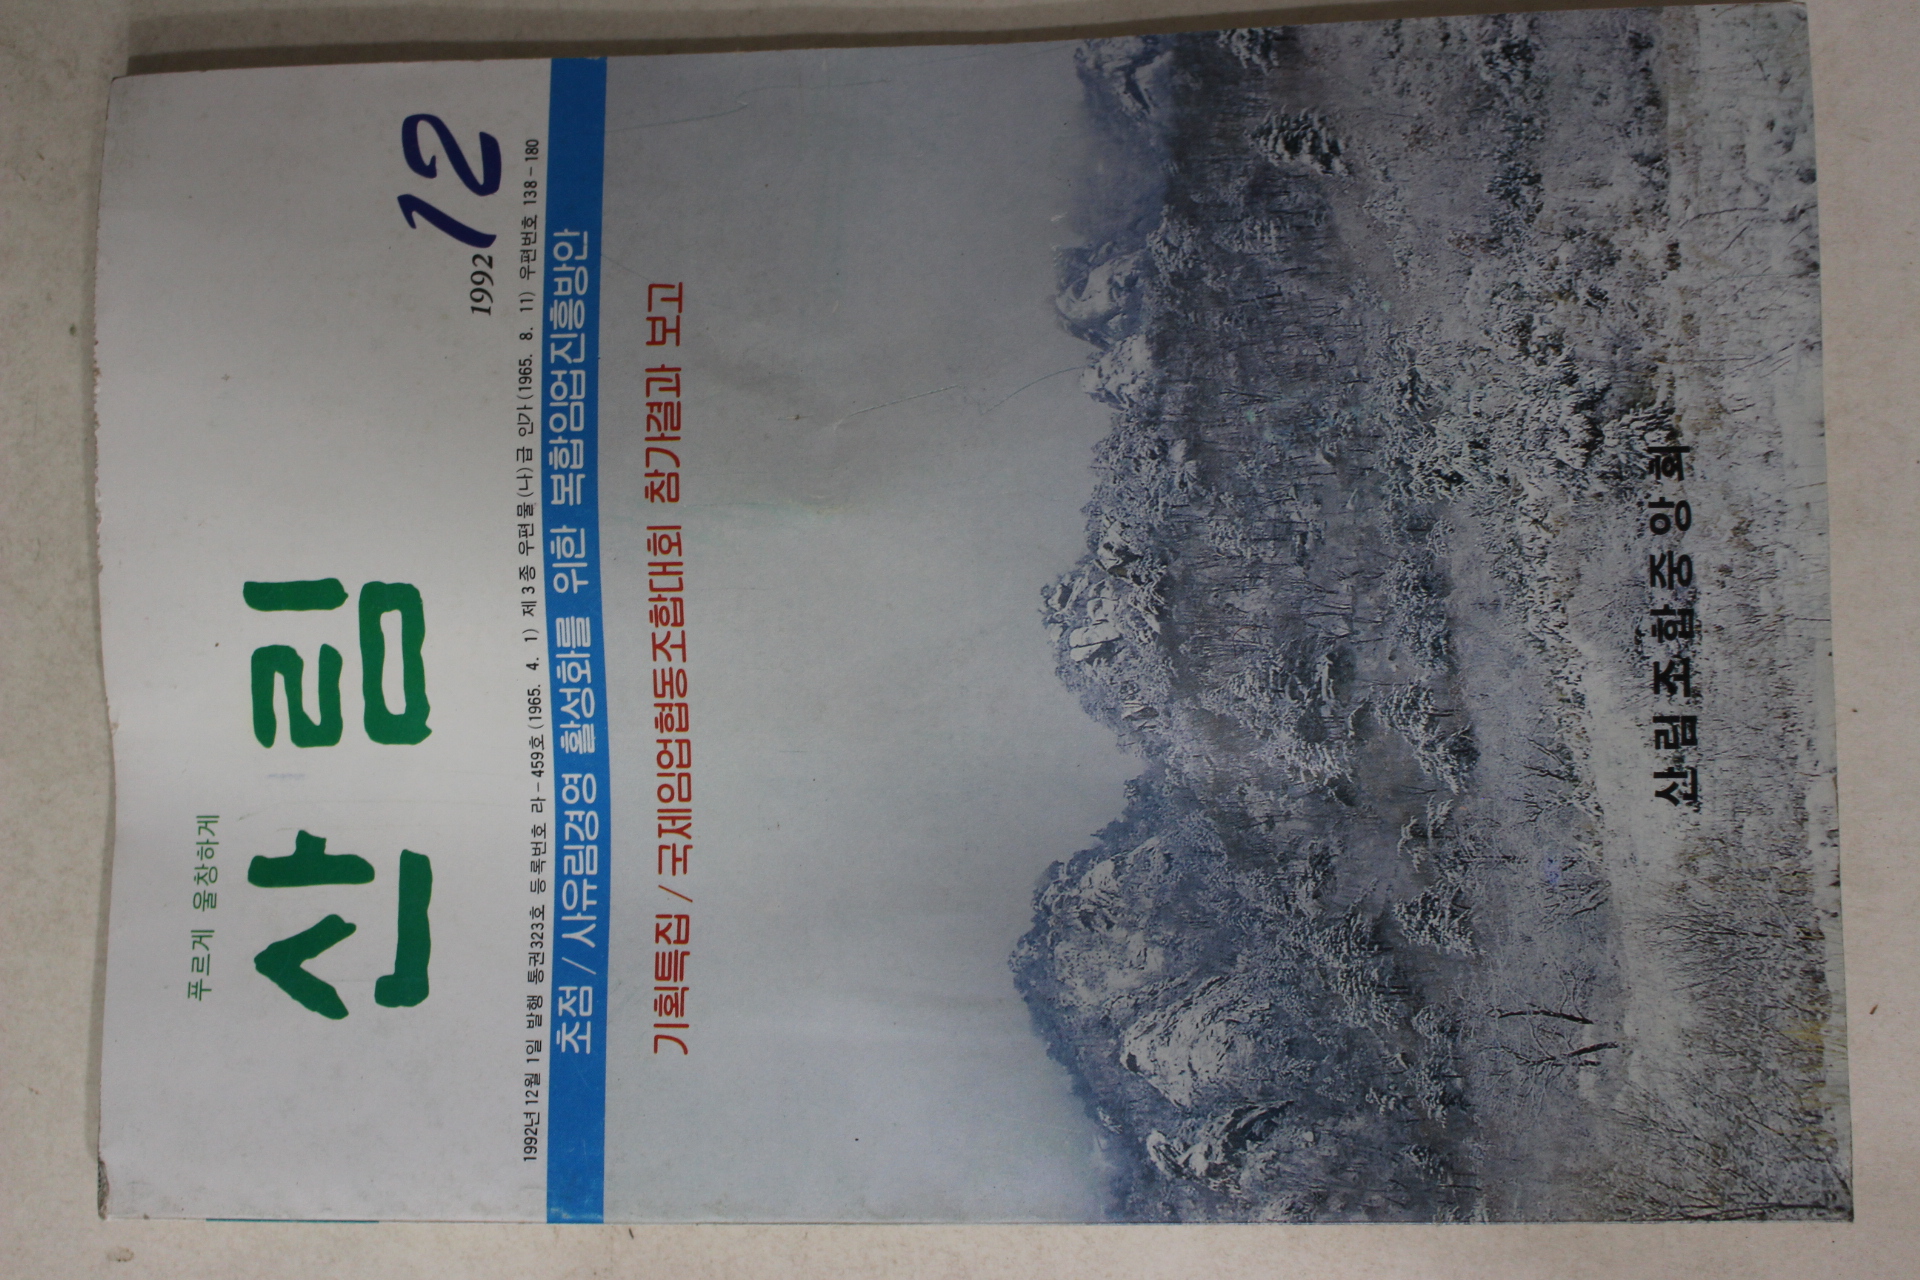 푸르게 울창하게
산림
1992 12
1992년 12월 1일 발행 통권323호 등록번호 라-459호(1965. 4. 1) 제3종 우편물(나)급 인가(1965. 8. 11) 우편번호 138-180
초점/사유림경영 활성화를 위한 복합임업진흥방안
기획특집/국제임업협동조합대회 참가결과 보고
산림조합중앙회